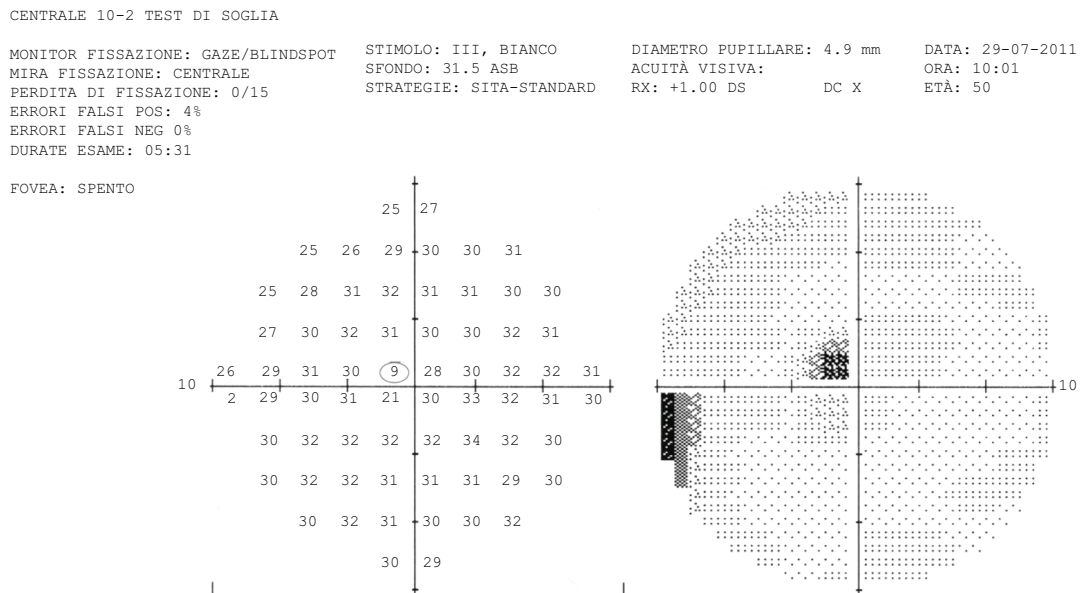 CENTRALE 10-2 TEST DI SOGLIA
MONITOR FISSAZIONE: GAZE/BLINDSPOT
MIRA FISSAZIONE: CENTRALE
PERDITA DI FISSAZIONE: 0/15
ERRORI FALSI POS: 4%
ERRORI FALSI NEG 0%
DURATE ESAME: 05:31
STIMOLO: III, BIANCO
SFONDO: 31.5 ASB
STRATEGIE: SITA-STANDARD
DIAMETRO PUPILLARE: 4.9 mm
ACUITÀ VISIVA:
RX: +1.00 DS DC X
DATA: 29-07-2011
ORA: 10:01
ETÀ: 50
FOVEA: SPENTO
25 27
25 26 29 30 30 31
25 28 31 32 31 31 30 30
27 30 32 31 30 30 32 31
26 29 31 30 9 28 30 32 32 31
10 10
2 29 30 31 21 30 33 32 31 30
30 32 32 32 32 34 32 30
30 32 32 31 31 31 29 30
30 32 31 30 30 32
30 29